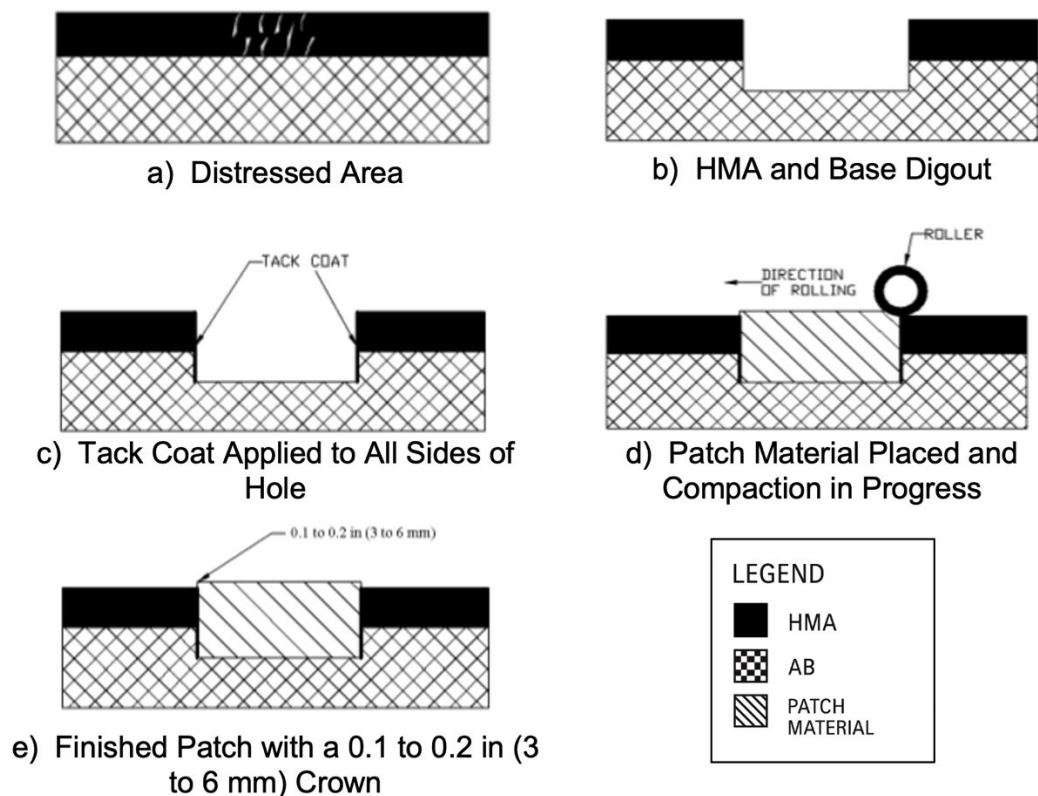 a) Distressed Area
b) HMA and Base Digout
TACK COAT
c) Tack Coat Applied to All Sides of
Hole
ROLLER
DIRECTION
OF ROLLING
d) Patch Material Placed and
Compaction in Progress
0.1 to 0.2 in (3 to 6 mm)
e) Finished Patch with a 0.1 to 0.2 in (3
to 6 mm) Crown
LEGEND
HMA
AB
PATCH
MATERIAL